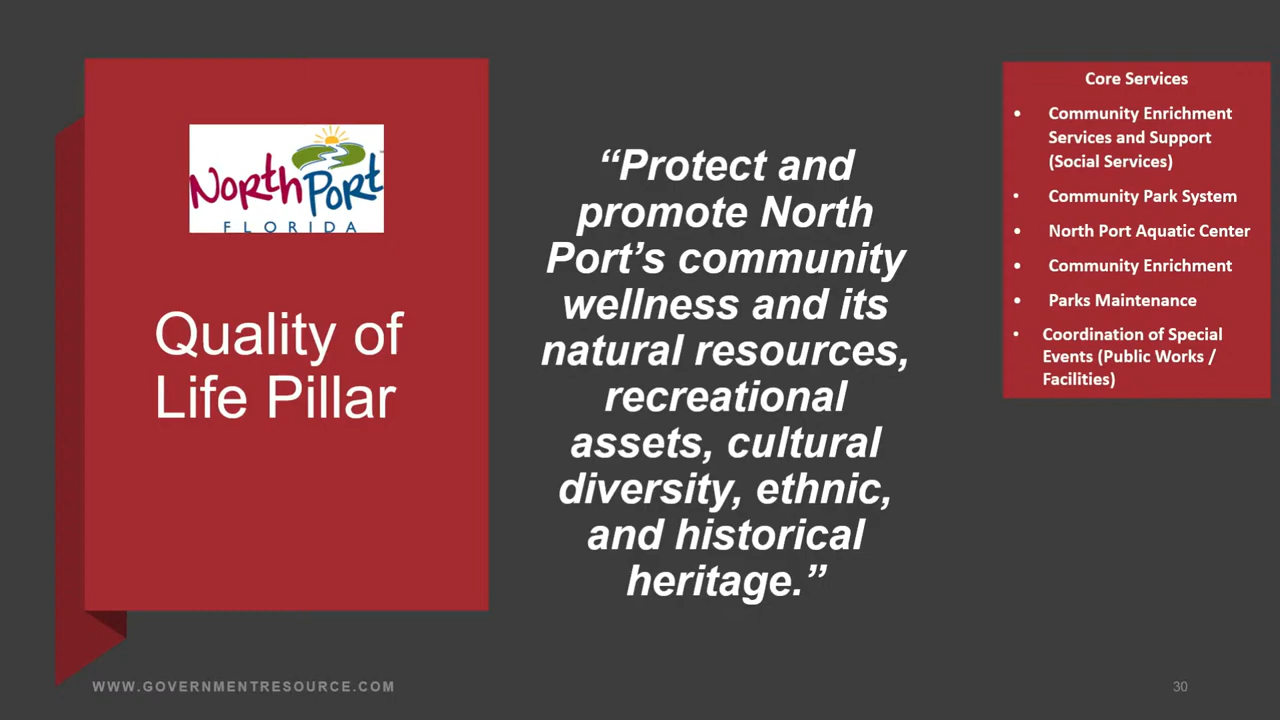 North Port
FLORIDA
Quality of
Life Pillar
“Protect and
promote North
Port’s community
wellness and its
natural resources,
recreational
assets, cultural
diversity, ethnic,
and historical
heritage.”
Core Services
• Community Enrichment
Services and Support
(Social Services)
• Community Park System
• North Port Aquatic Center
• Community Enrichment
• Parks Maintenance
• Coordination of Special
Events (Public Works /
Facilities)
WWW.GOVERNMENTRESOURCE.COM
30